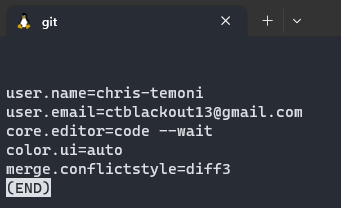 git
user.name=chris-temoni
user.email=ctblackout13@gmail.com
core.editor=code --wait
color.ui=auto
merge.conflictstyle=diff3
(END)